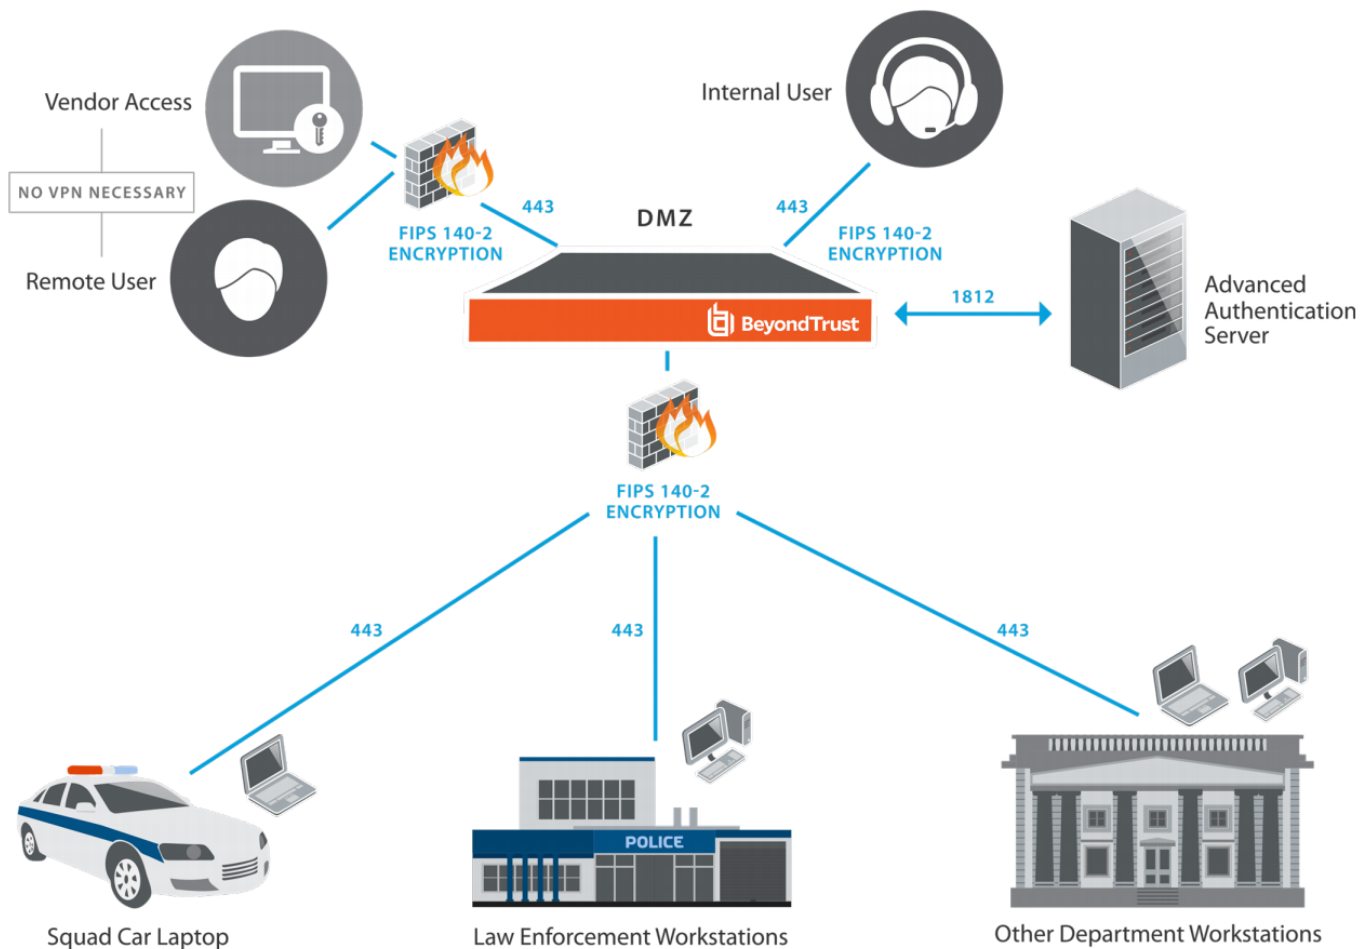 Vendor Access
NO VPN NECESSARY
Remote User
FIPS 140-2
ENCRYPTION
443
DMZ
Internal User
443
FIPS 140-2
ENCRYPTION
BeyondTrust
1812
Advanced
Authentication
Server
FIPS 140-2
ENCRYPTION
443
443
443
POLICE
Squad Car Laptop
Law Enforcement Workstations
Other Department Workstations